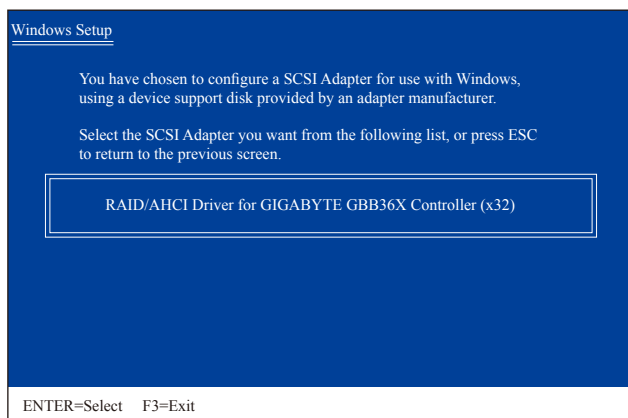 Windows Setup
You have chosen to configure a SCSI Adapter for use with Windows,
using a device support disk provided by an adapter manufacturer.
Select the SCSI Adapter you want from the following list, or press ESC
to return to the previous screen.
RAID/AHCI Driver for GIGABYTE GBB36X Controller (x32)
ENTER=Select F3=Exit